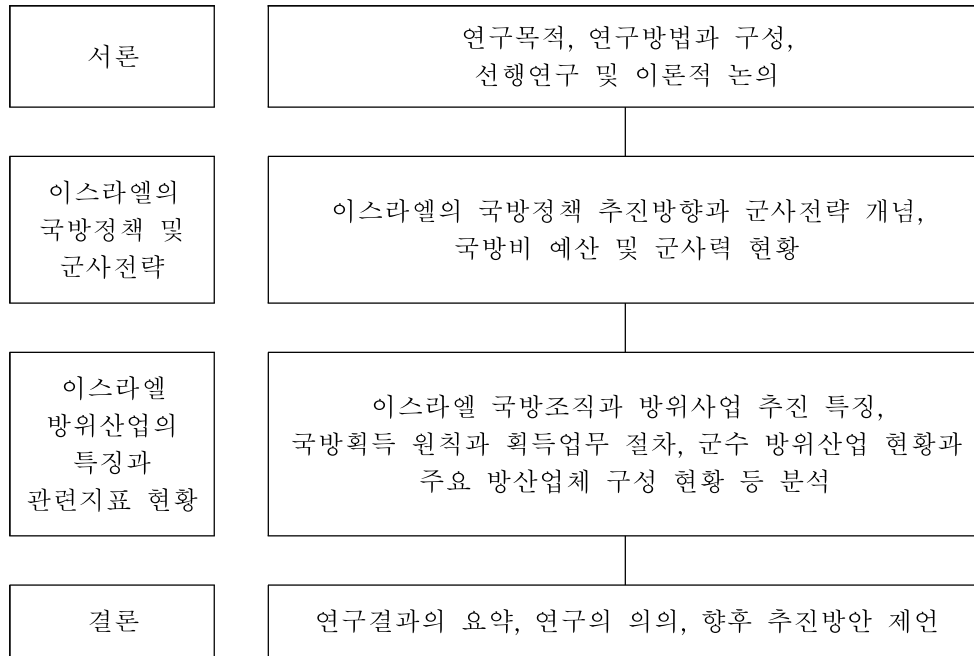 서론
연구목적, 연구방법과 구성,
선행연구 및 이론적 논의
이스라엘의
국방정책 및
군사전략
이스라엘의 국방정책 추진방향과 군사전략 개념,
국방비 예산 및 군사력 현황
이스라엘
방위산업의
특징과
관련지표 현황
이스라엘 국방조직과 방위사업 추진 특징,
국방획득 원칙과 획득업무 절차, 군수 방위산업 현황과
주요 방산업체 구성 현황 등 분석
결론
연구결과의 요약, 연구의 의의, 향후 추진방안 제언